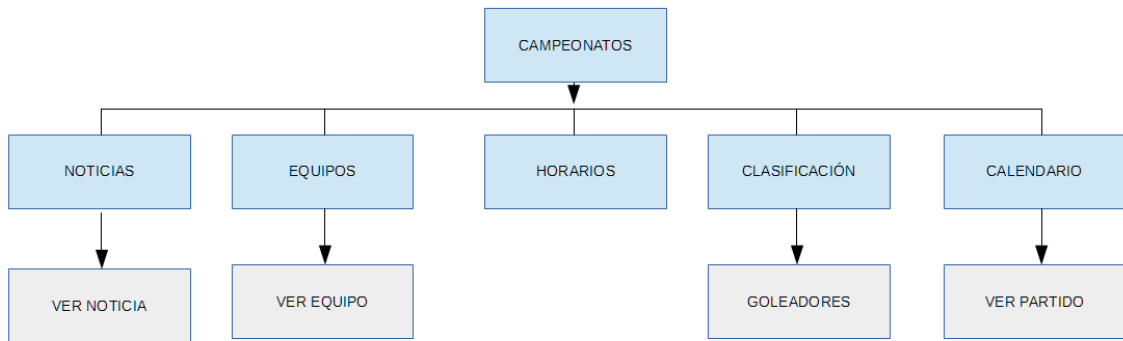 CAMPEONATOS
NOTICIAS
EQUIPOS
HORARIOS
CLASIFICACIÓN
CALENDARIO
VER NOTICIA
VER EQUIPO
GOLEADORES
VER PARTIDO